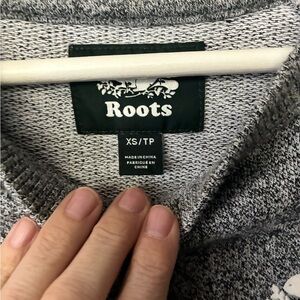 Roots
XS/TP
MADE IN CHINA
FABRIQUÉ EN
CHINE